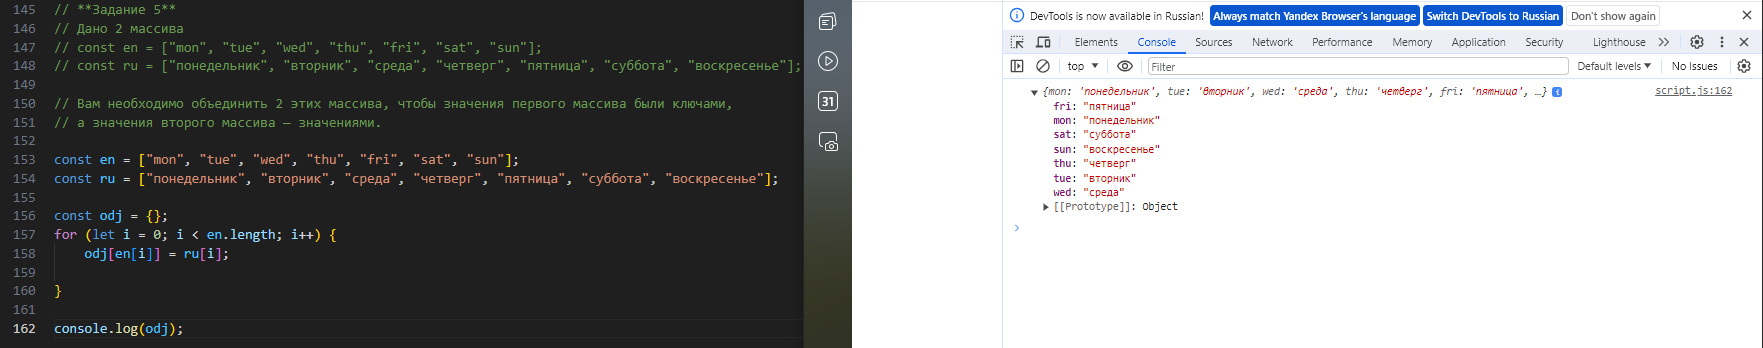 145 // **Задание 5**
146 // Дано 2 массива
147 // const en = ["mon", "tue", "wed", "thu", "fri", "sat", "sun"];
148 // const ru = ["понедельник", "вторник", "среда", "четверг", "пятница", "суббота", "воскресенье"];
149
150 // Вам необходимо объединить 2 этих массива, чтобы значения первого массива были ключами,
151 // а значения второго массива — значениями.
152
153 const en = ["mon", "tue", "wed", "thu", "fri", "sat", "sun"];
154 const ru = ["понедельник", "вторник", "среда", "четверг", "пятница", "суббота", "воскресенье"];
155
156 const odj = {};
157 for (let i = 0; i < en.length; i++) {
158 odj[en[i]] = ru[i];
159
160 }
161
162 console.log(odj);
31
DevTools is now available in Russian! Always match Yandex Browser's language Switch DevTools to Russian Don't show again
Elements Console Sources Network Performance Memory Application Security Lighthouse
top Filter Default levels No Issues
{mon: 'понедельник', tue: 'вторник', wed: 'среда', thu: 'четверг', fri: 'пятница', …} script.js:162
fri: "пятница"
mon: "понедельник"
sat: "суббота"
sun: "воскресенье"
thu: "четверг"
tue: "вторник"
wed: "среда"
[[Prototype]]: Object